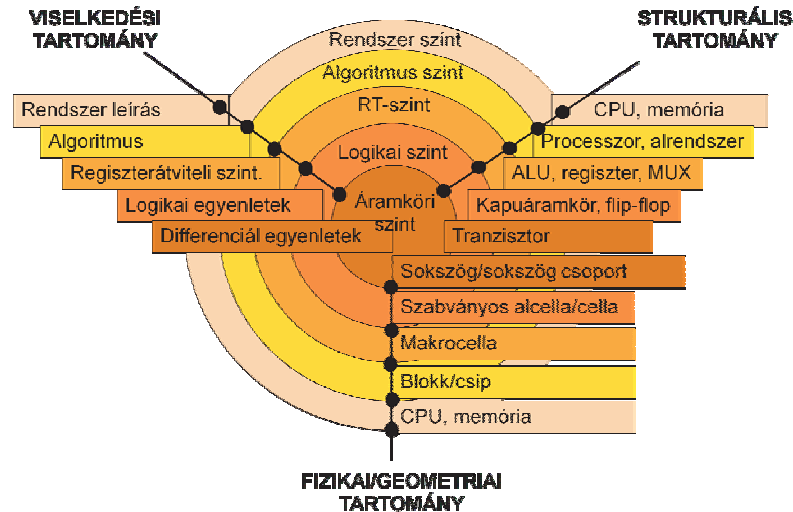 VISELKEDÉSI
TARTOMÁNY
STRUKTURÁLIS
TARTOMÁNY
Rendszer szint
Algoritmus szint
RT-szint
Logikai szint
Áramköri
szint
Rendszer leírás
Algoritmus
Regiszterátviteli szint.
Logikai egyenletek
Differenciál egyenletek
CPU, memória
Processzor, alrendszer
ALU, regiszter, MUX
Kapuáramkör, flip-flop
Tranzisztor
Sokszög/sokszög csoport
Szabványos alcella/cella
Makrocella
Blokk/csip
CPU, memória
FIZIKAI/GEOMETRIAI
TARTOMÁNY